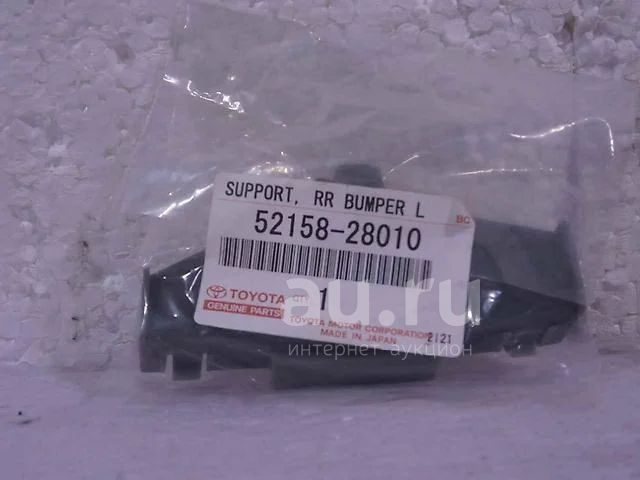 SUPPORT, RR BUMPER L
BC
52158-28010
TOYOTA QTY 1
GENUINE PARTS
TOYOTA MOTOR CORPORATION 2121
MADE IN JAPAN
au.ru
интернет аукцион